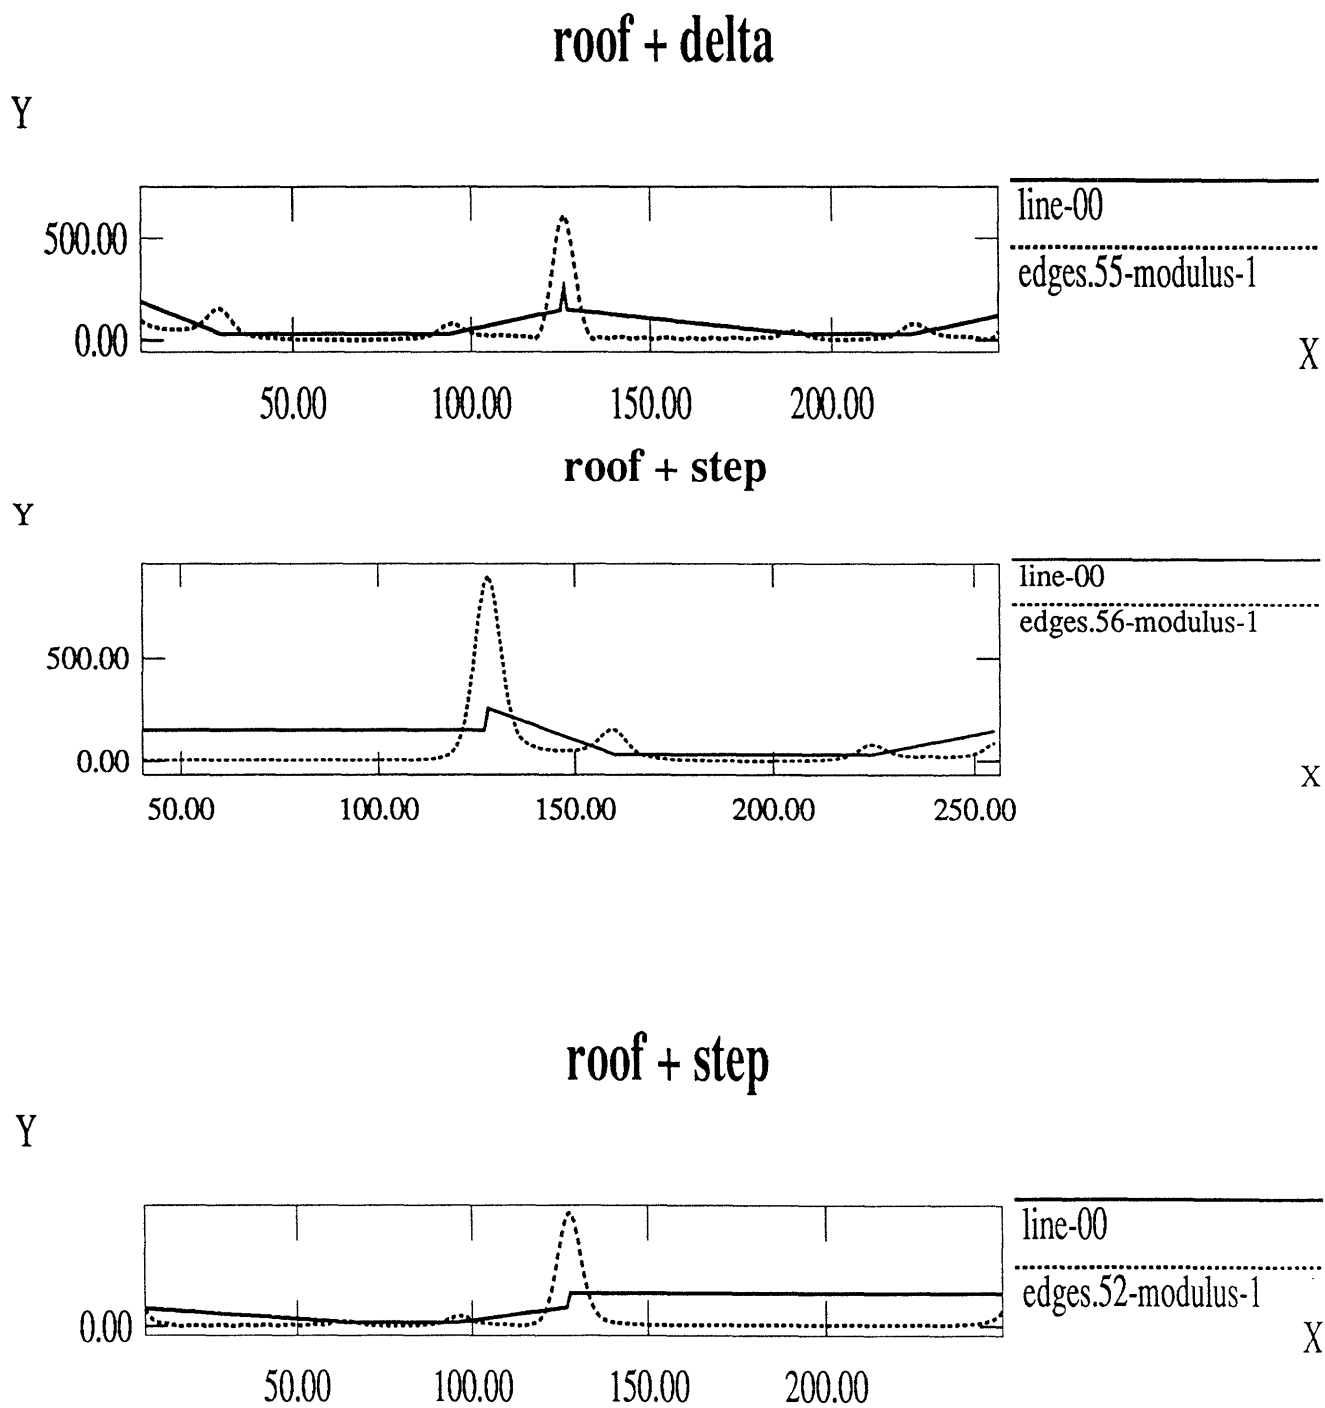 roof + delta
Y
line-00
500.00
edges.55-modulus-1
0.00
X
50.00 100.00 150.00 200.00
roof + step
Y
line-00
edges.56-modulus-1
500.00
0.00
X
50.00 100.00 150.00 200.00 250.00
roof + step
Y
line-00
edges.52-modulus-1
0.00
X
50.00 100.00 150.00 200.00